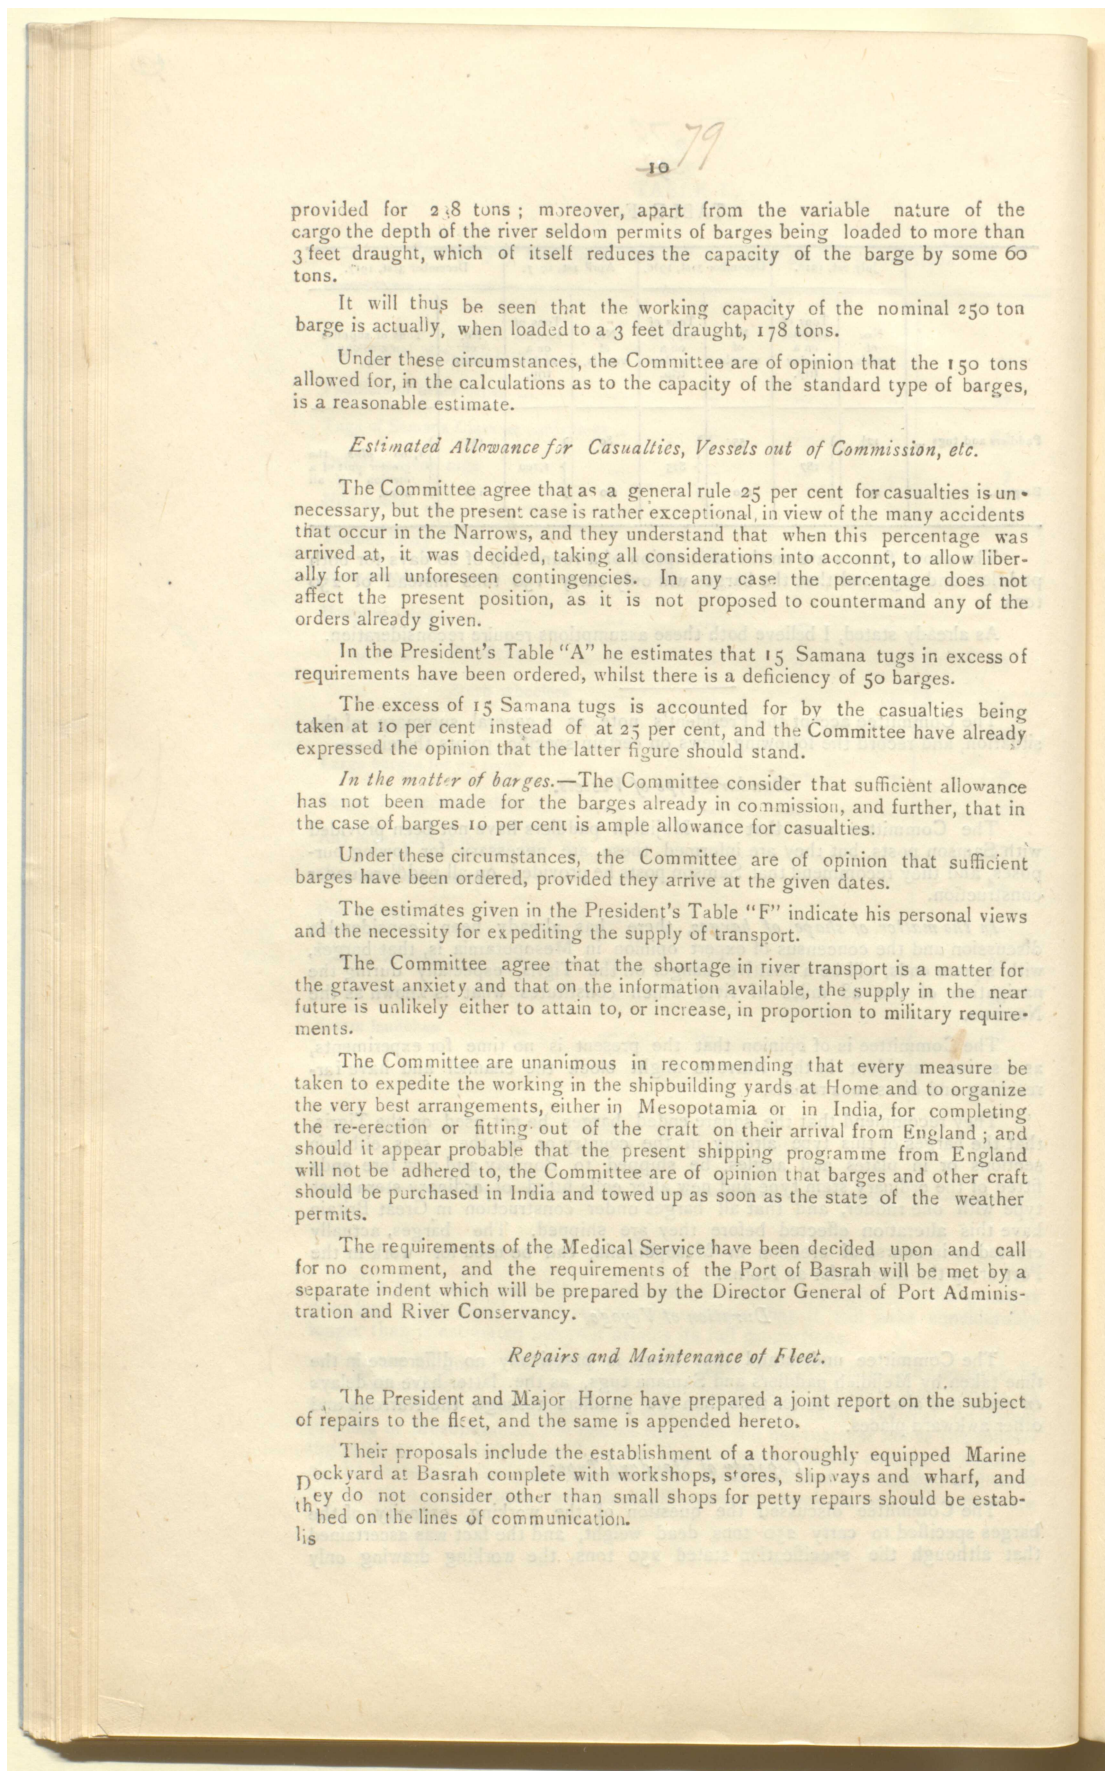 79
10
provided for 2 8 tons ; moreover, apart from the variable nature of the
cargo the depth of the river seldom permits of barges being loaded to more than
3 feet draught, which of itself reduces the capacity of the barge by some 60
tons.
It will thus be seen that the working capacity of the nominal 250 ton
barge is actually, when loaded to a 3 feet draught, 178 tons.
Under these circumstances, the Committee are of opinion that the 150 tons
allowed for, in the calculations as to the capacity of the standard type of barges,
is a reasonable estimate.
Estimated Allowance for Casualties, Vessels out of Commission, etc.
The Committee agree that as a general rule 25 per cent for casualties is un-
necessary, but the present case is rather exceptional, in view of the many accidents
that occur in the Narrows, and they understand that when this percentage was
arrived at, it was decided, taking all considerations into acconnt, to allow liber-
ally for all unforeseen contingencies. In any case the percentage does not
affect the present position, as it is not proposed to countermand any of the
orders already given.
In the President's Table "A" he estimates that 15 Samana tugs in excess of
requirements have been ordered, whilst there is a deficiency of 50 barges.
The excess of 15 Samana tugs is accounted for by the casualties being
taken at 10 per cent instead of at 25 per cent, and the Committee have already
expressed the opinion that the latter figure should stand.
In the matter of barges.—The Committee consider that sufficient allowance
has not been made for the barges already in commission, and further, that in
the case of barges 10 per cent is ample allowance for casualties.
Under these circumstances, the Committee are of opinion that sufficient
barges have been ordered, provided they arrive at the given dates.
The estimates given in the President's Table "F" indicate his personal views
and the necessity for expediting the supply of transport.
The Committee agree that the shortage in river transport is a matter for
the gravest anxiety and that on the information available, the supply in the near
future is unlikely either to attain to, or increase, in proportion to military require-
ments.
The Committee are unanimous in recommending that every measure be
taken to expedite the working in the shipbuilding yards at Home and to organize
the very best arrangements, either in Mesopotamia or in India, for completing
the re-erection or fitting-out of the craft on their arrival from England ; and
should it appear probable that the present shipping programme from England
will not be adhered to, the Committee are of opinion that barges and other craft
should be purchased in India and towed up as soon as the state of the weather
permits.
The requirements of the Medical Service have been decided upon and call
for no comment, and the requirements of the Port of Basrah will be met by a
separate indent which will be prepared by the Director General of Port Adminis-
tration and River Conservancy.
Repairs and Maintenance of Fleet.
The President and Major Horne have prepared a joint report on the subject
of repairs to the fleet, and the same is appended hereto.
Their proposals include the establishment of a thoroughly equipped Marine
Dockyard at Basrah complete with workshops, stores, slipways and wharf, and
they do not consider other than small shops for petty repairs should be estab-
lished on the lines of communication.